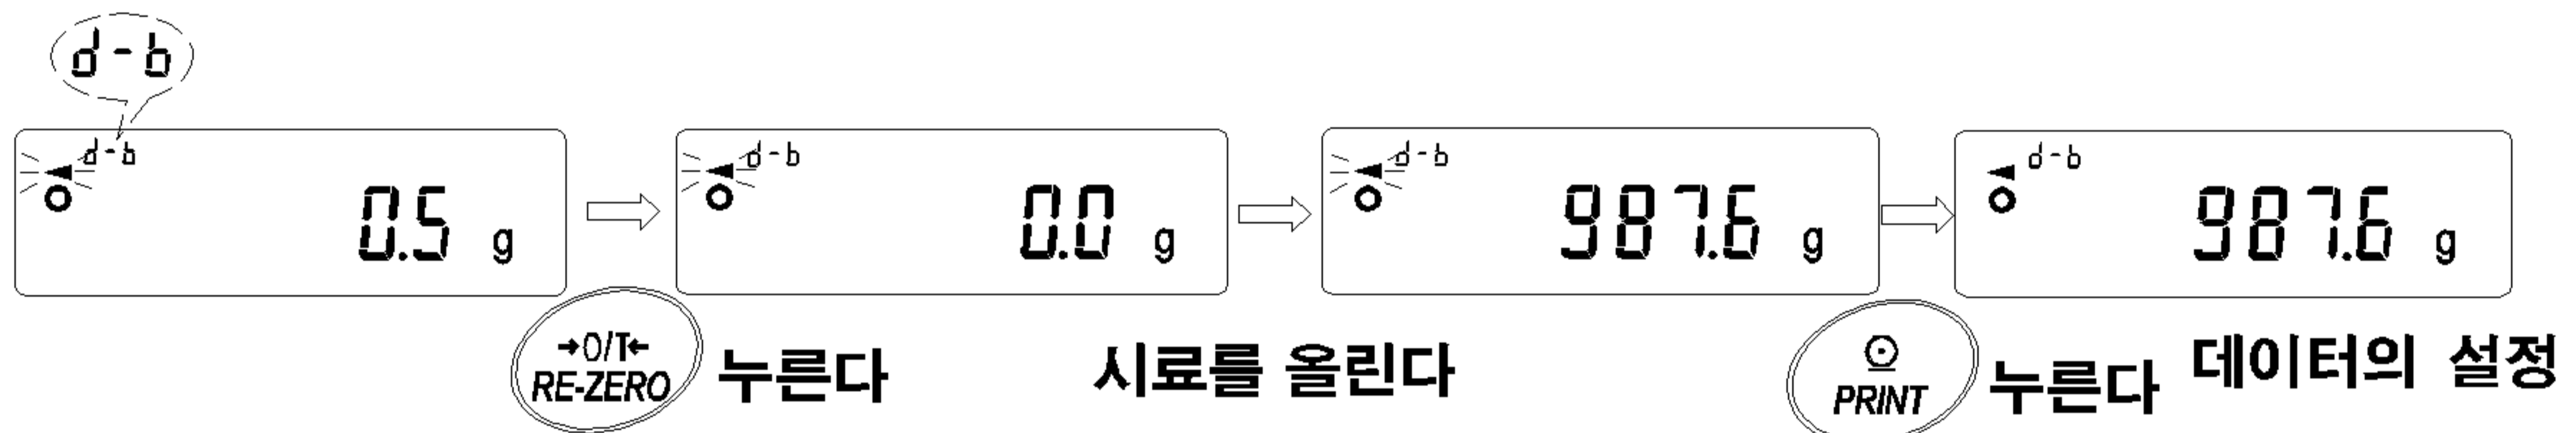 d-b
d-b
0.5 g
d-b
0.0 g
d-b
987.6 g
d-b
987.6 g
→0/T←
RE-ZERO
누른다
시료를 올린다
PRINT
누른다
데이터의 설정